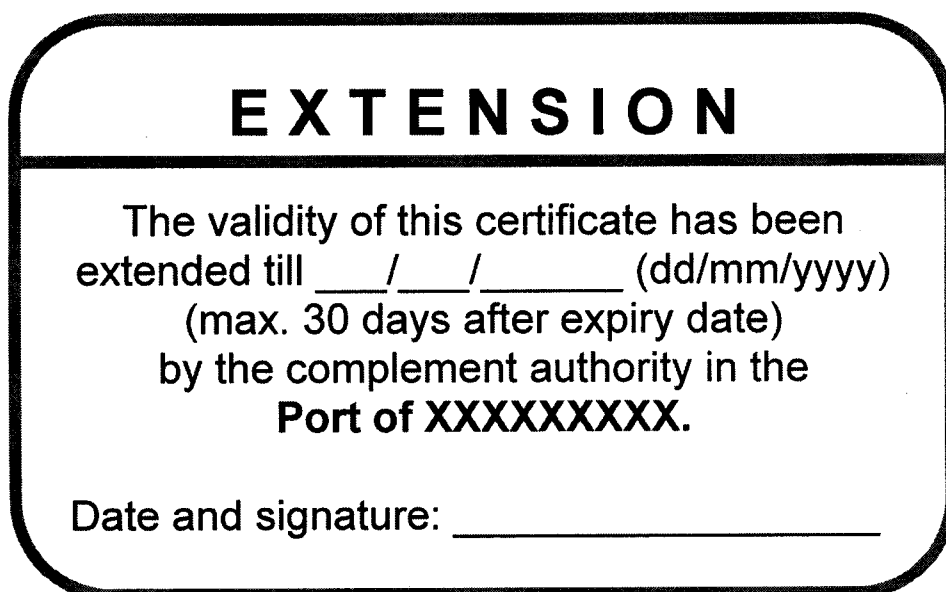 EXTENSION
The validity of this certificate has been
extended till ___/___/______ (dd/mm/yyyy)
(max. 30 days after expiry date)
by the complement authority in the
Port of XXXXXXXXX.
Date and signature: __________________